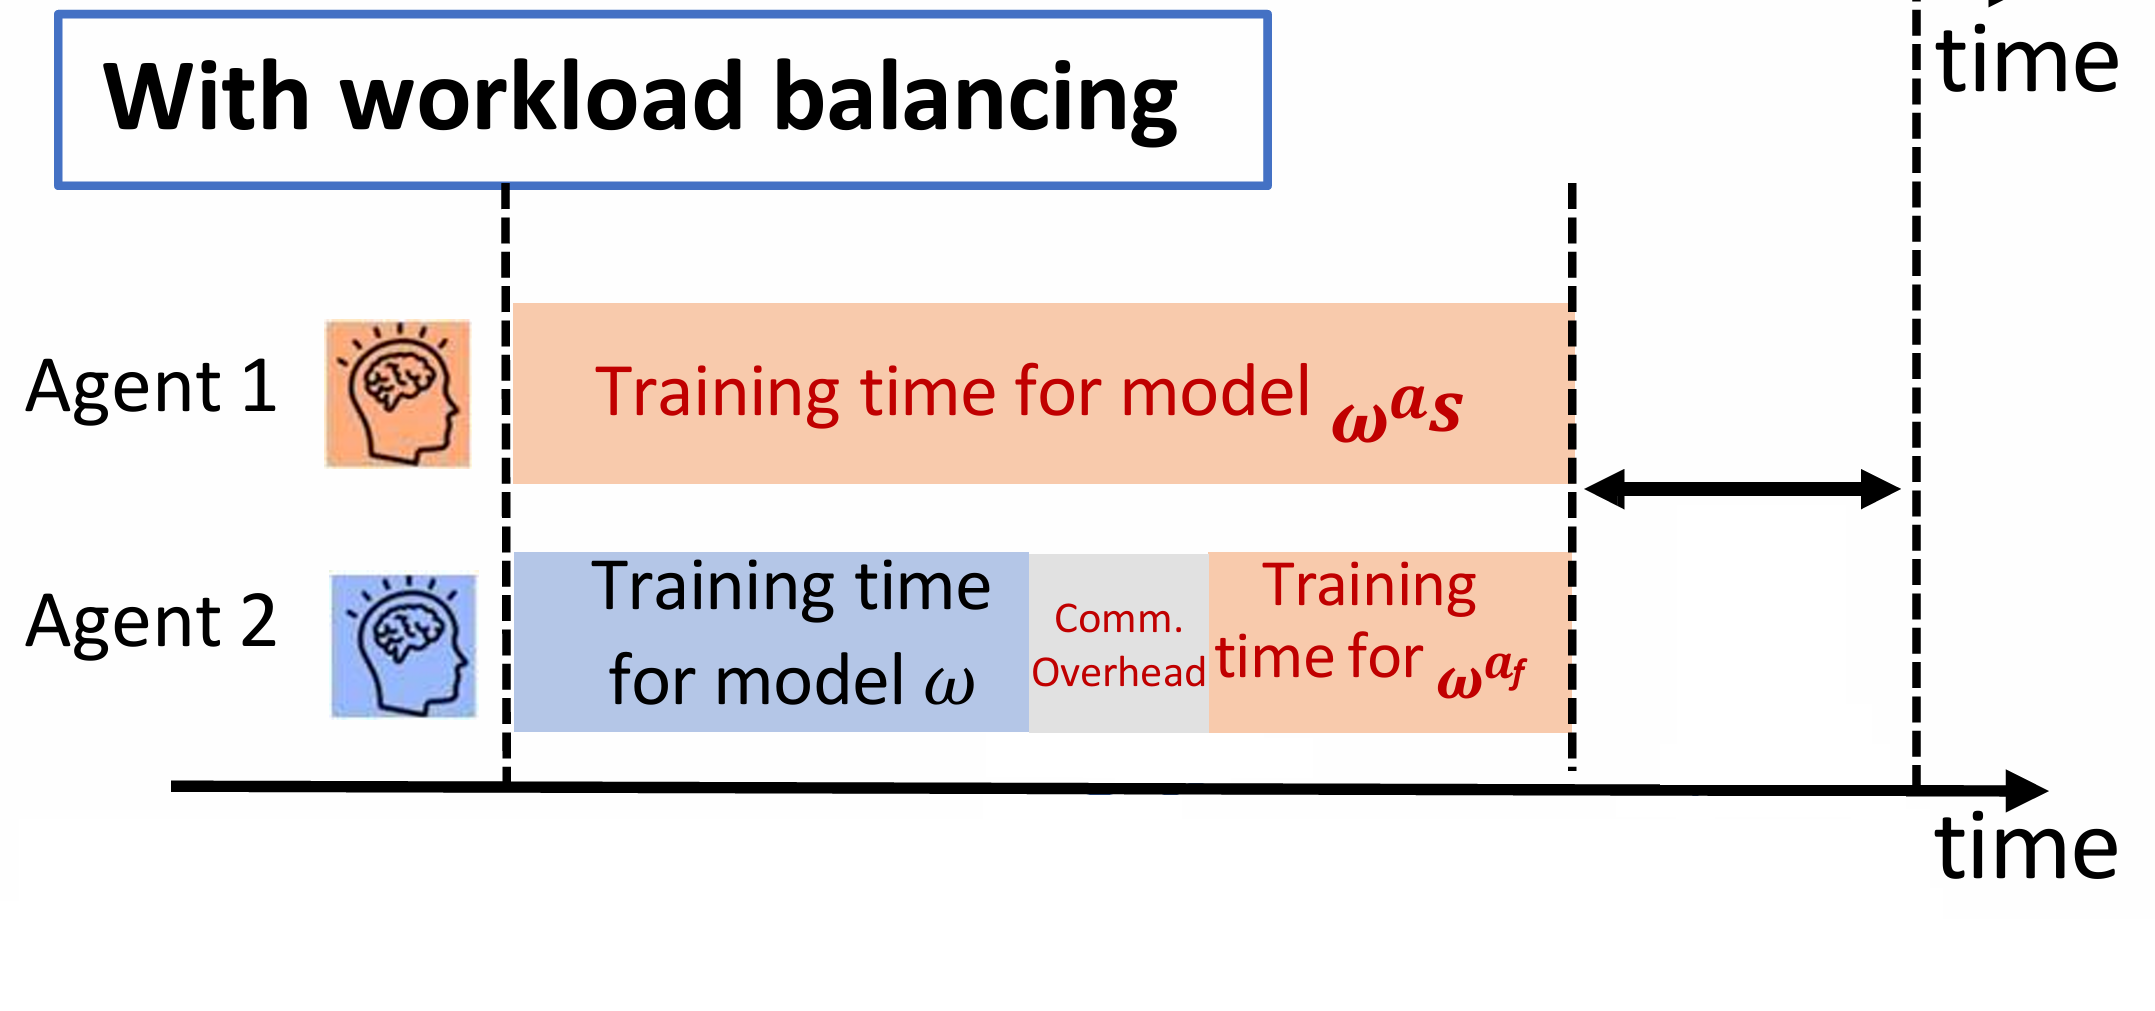 time
With workload balancing
Agent 1
Training time for model ωᵃs
Agent 2
Training time
for model ω
Comm.
Overhead
Training
time for ω^{a_f}
time